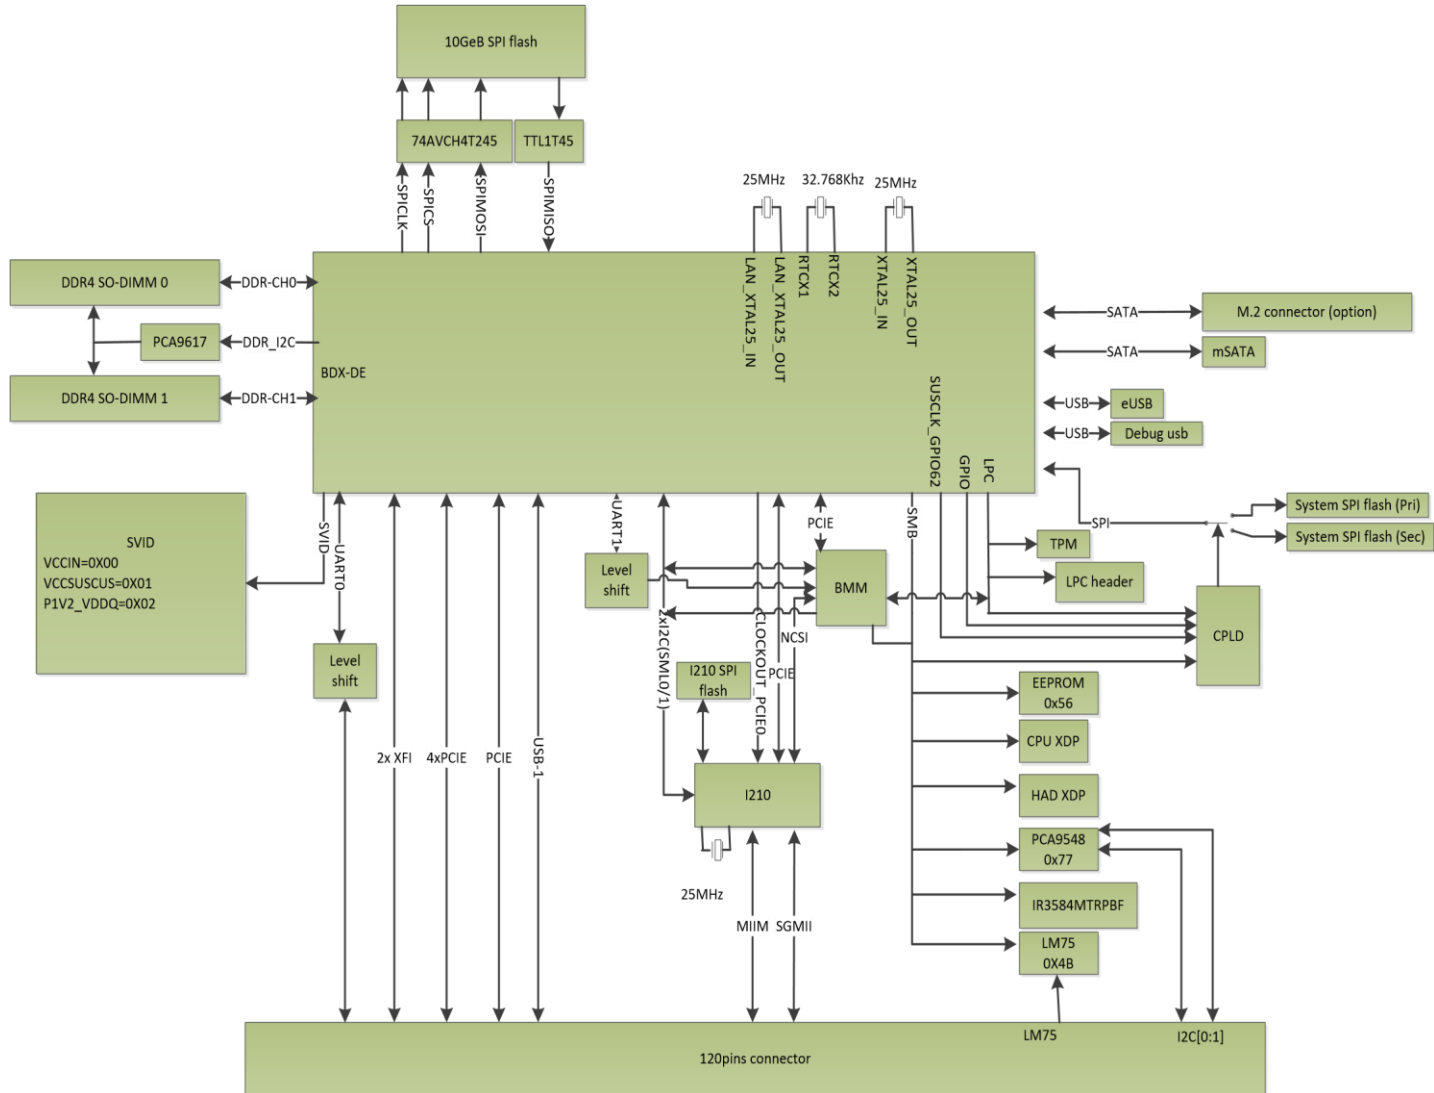 10GeB SPI flash
74AVCH4T245
TTL1T45
SPICLK
SPICS
SPIMOSI
SPIMISO
25MHz
32.768Khz
25MHz
LAN_XTAL25_IN
LAN_XTAL25_OUT
RTCX1
RTCX2
XTAL25_IN
XTAL25_OUT
DDR4 SO-DIMM 0
DDR-CH0
PCA9617
DDR_I2C
BDX-DE
DDR4 SO-DIMM 1
DDR-CH1
SATA
M.2 connector (option)
SATA
mSATA
USB
eUSB
USB
Debug usb
SUSCLK_GPIO62
GPIO
LPC
SPI
System SPI flash (Pri)
System SPI flash (Sec)
SVID
VCCIN=0X00
VCCSUSCUS=0X01
P1V2_VDDQ=0X02
SVID
UART0
UART1
PCIE
SMB
TPM
LPC header
Level
shift
BMM
CPLD
Level
shift
2xI2C(SML0/1)
CLOCKOUT_PCIE0
PCIE
NCSI
I210 SPI
flash
EEPROM
0x56
CPU XDP
2x XFI
4xPCIE
PCIE
USB-1
I210
HAD XDP
PCA9548
0x77
25MHz
IR3584MTRPBF
MIIM
SGMII
LM75
0X4B
LM75
I2C[0:1]
120pins connector